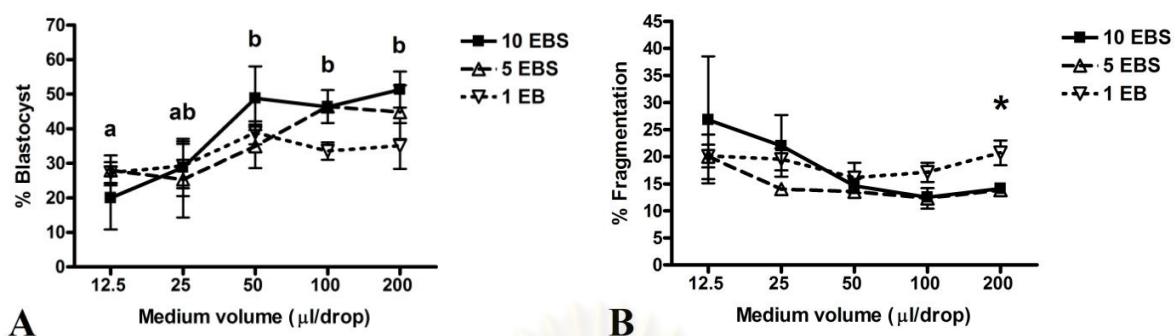 70
60
50
40
30
20
10
0
% Blastocyst
a
ab
b
b
b
12.5 25 50 100 200
Medium volume (µl/drop)
10 EBS
5 EBS
1 EB
A
45
40
35
30
25
20
15
10
5
0
% Fragmentation
*
12.5 25 50 100 200
Medium volume (µl/drop)
10 EBS
5 EBS
1 EB
B